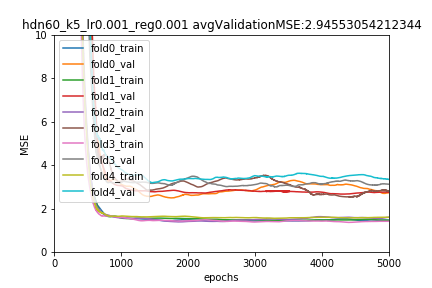 hdn60_k5_lr0.001_reg0.001 avgValidationMSE:2.94553054212344
10
8
6
4
2
0
MSE
fold0_train
fold0_val
fold1_train
fold1_val
fold2_train
fold2_val
fold3_train
fold3_val
fold4_train
fold4_val
0 1000 2000 3000 4000 5000
epochs